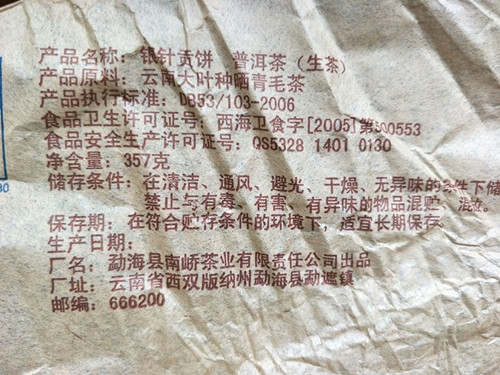 产品名称：银针贡饼　普洱茶（生茶）
产品原料：云南大叶种晒青毛茶
产品执行标准：DB53/103-2006
食品卫生许可证号：西海卫食字[2005]第500553
食品安全生产许可证号：QS5328 1401 0130
净含量：357克
储存条件：在清洁、通风、避光、干燥、无异味的条件下储
禁止与有毒、有害、有异味的物品混贮、混
保存期：在符合贮存条件的环境下，适宜长期保存。
生产日期：
厂名：勐海县南峤茶业有限责任公司出品
厂址：云南省西双版纳州勐海县勐遮镇
邮编：666200